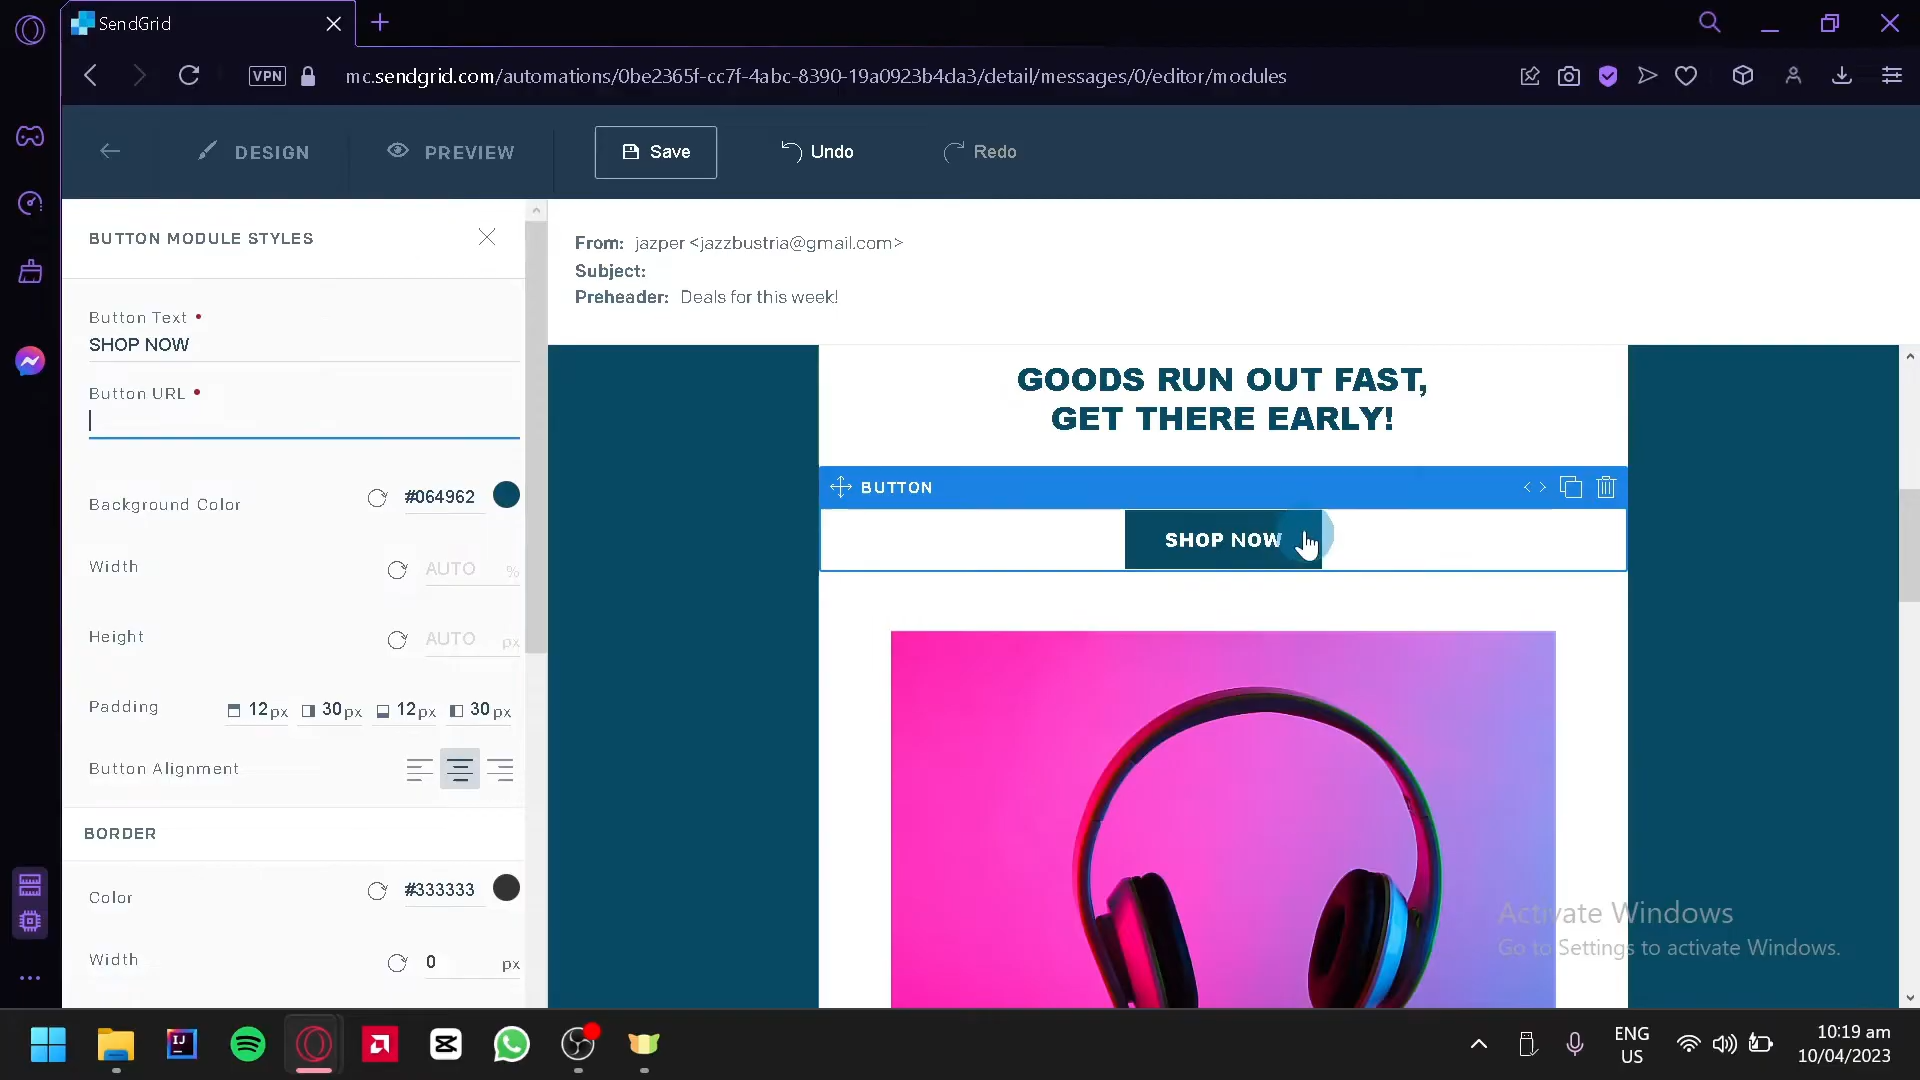 SendGrid
VPN
mc.sendgrid.com/automations/0be2365f-cc7f-4abc-8390-19a0923b4da3/detail/messages/0/editor/modules
DESIGN
PREVIEW
Save
Undo
Redo
BUTTON MODULE STYLES
Button Text •
SHOP NOW
Button URL •
Background Color
#064962
Width
AUTO %
Height
AUTO px
Padding
12px 30px 12px 30px
Button Alignment
BORDER
Color
#333333
Width
0 px
From: jazper <jazzbustria@gmail.com>
Subject:
Preheader: Deals for this week!
GOODS RUN OUT FAST,
GET THERE EARLY!
BUTTON
SHOP NOW
Activate Windows
Go to Settings to activate Windows.
IJ
ENG
US
10:19 am
10/04/2023